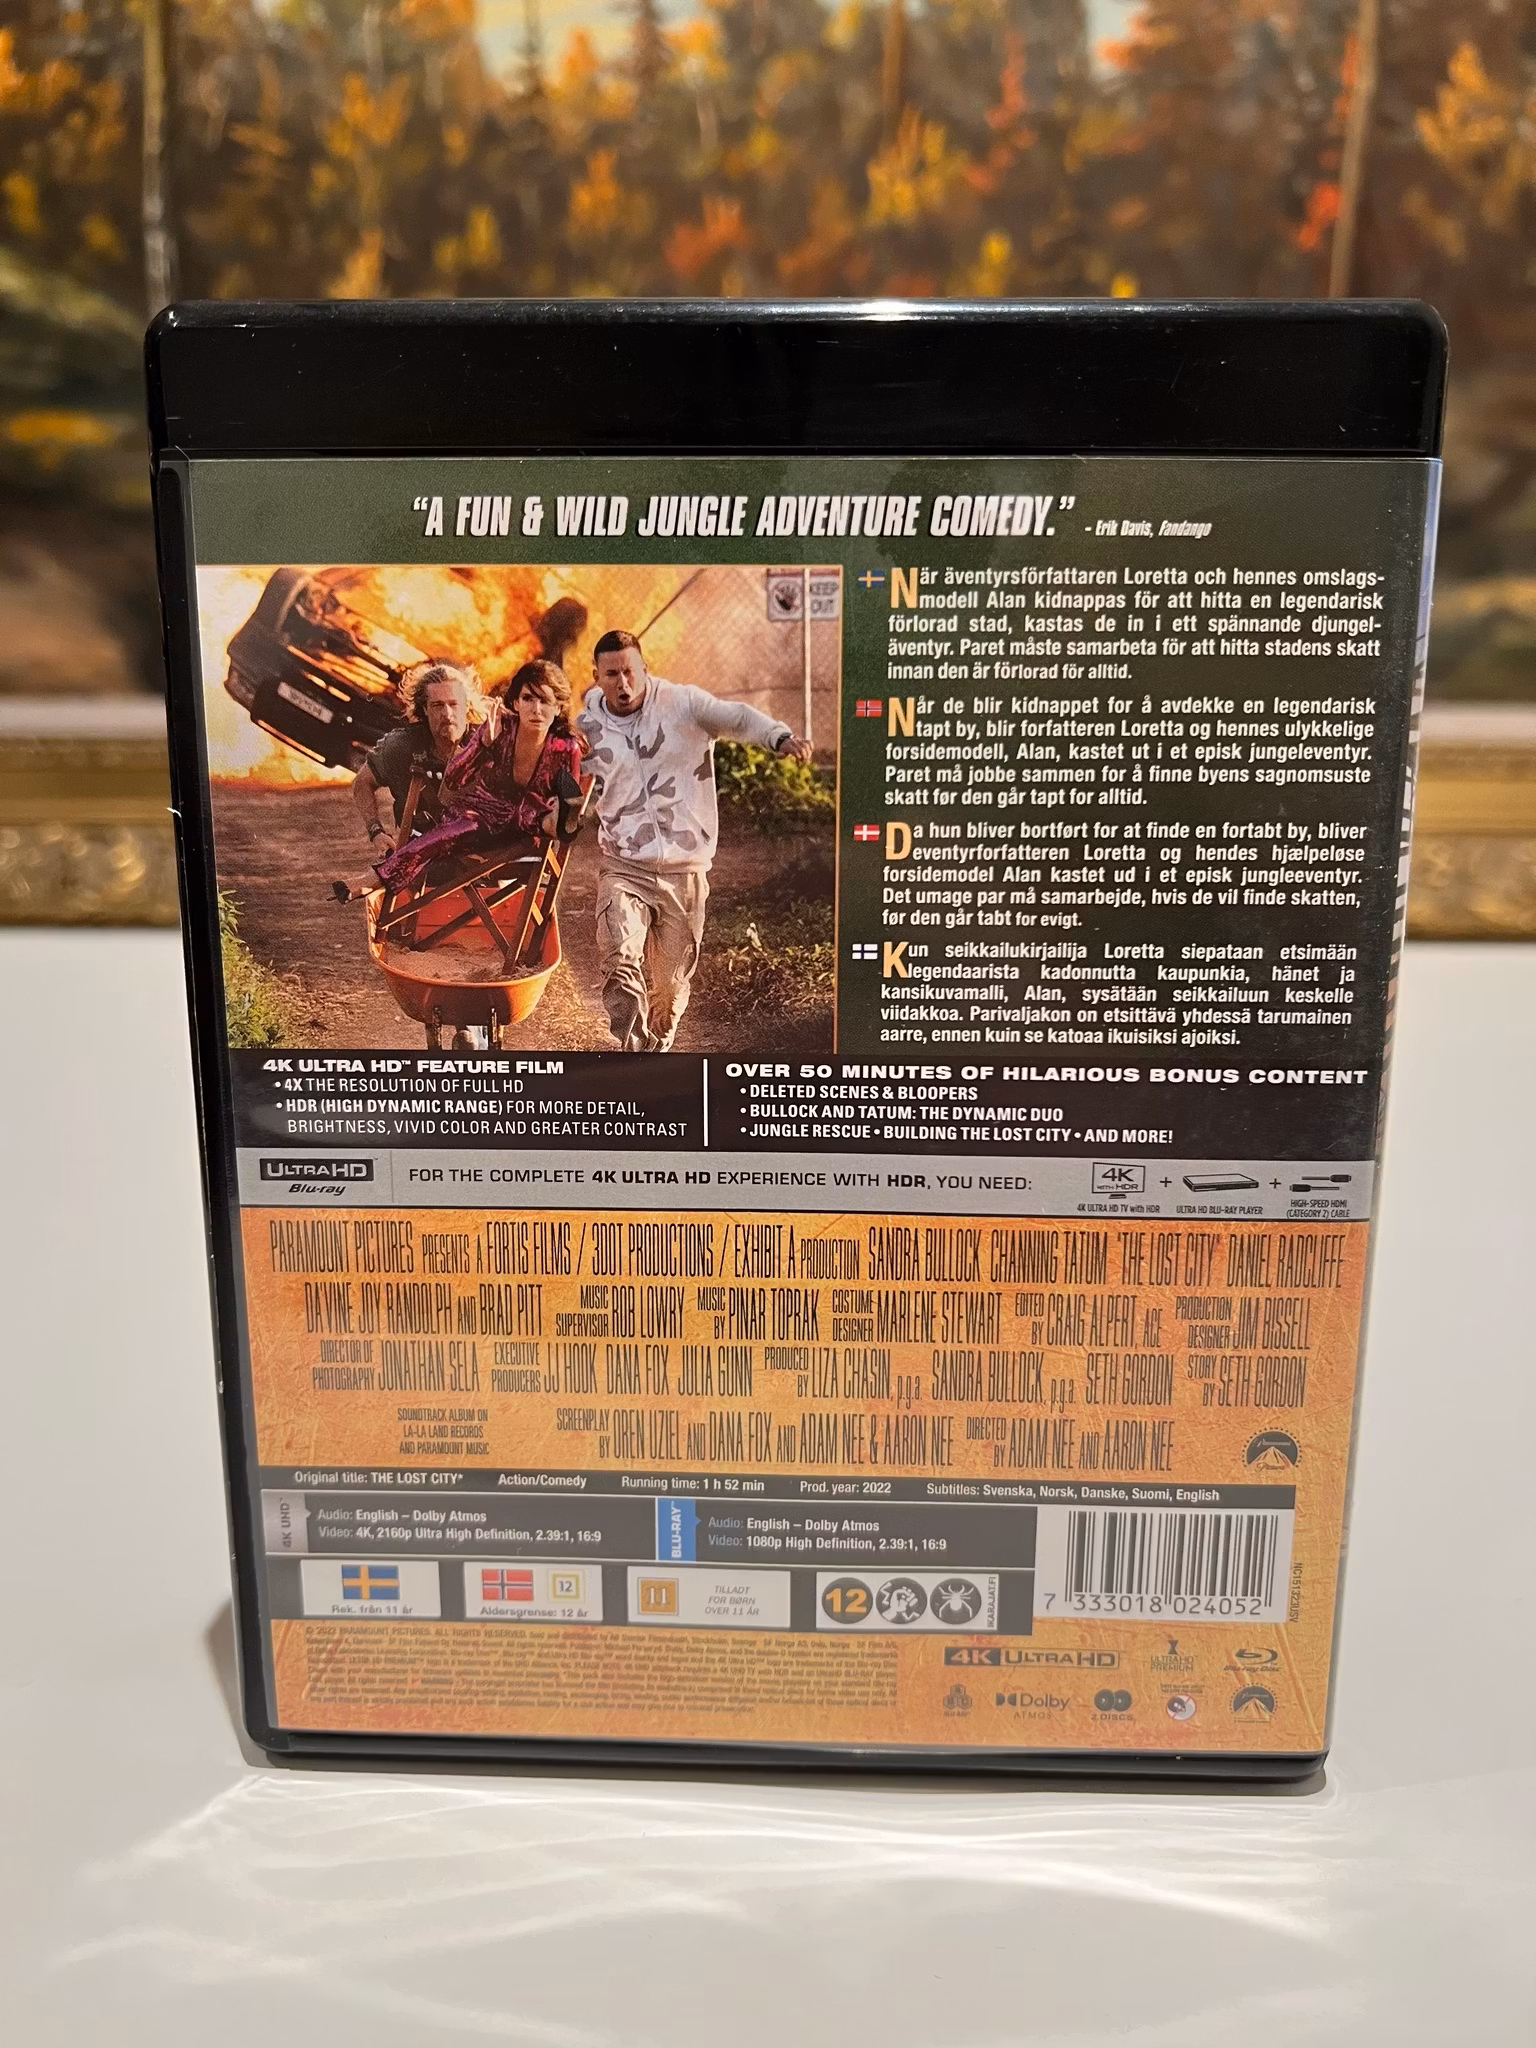 “A FUN & WILD JUNGLE ADVENTURE COMEDY.” - Erik Davis, Fandango
KEEP
OUT
När äventyrsförfattaren Loretta och hennes omslags-
modell Alan kidnappas för att hitta en legendarisk
förlorad stad, kastas de in i ett spännande djungel-
äventyr. Paret måste samarbeta för att hitta stadens skatt
innan den är förlorad för alltid.
Når de blir kidnappet for å avdekke en legendarisk
tapt by, blir forfatteren Loretta og hennes ulykkelige
forsidemodell, Alan, kastet ut i et episk jungeleventyr.
Paret må jobbe sammen for å finne byens sagnomsuste
skatt før den går tapt for alltid.
Da hun bliver bortført for at finde en fortabt by, bliver
eventyrforfatteren Loretta og hendes hjælpeløse
forsidemodel Alan kastet ud i et episk jungleeventyr.
Det umage par må samarbejde, hvis de vil finde skatten,
før den går tabt for evigt.
Kun seikkailukirjailija Loretta siepataan etsimään
legendaarista kadonnutta kaupunkia, hänet ja
kansikuvamalli, Alan, sysätään seikkailuun keskelle
viidakkoa. Parivaljakon on etsittävä yhdessä tarumainen
aarre, ennen kuin se katoaa ikuisiksi ajoiksi.
4K ULTRA HD™ FEATURE FILM
• 4X THE RESOLUTION OF FULL HD
• HDR (HIGH DYNAMIC RANGE) FOR MORE DETAIL,
BRIGHTNESS, VIVID COLOR AND GREATER CONTRAST
OVER 50 MINUTES OF HILARIOUS BONUS CONTENT
• DELETED SCENES & BLOOPERS
• BULLOCK AND TATUM: THE DYNAMIC DUO
• JUNGLE RESCUE • BUILDING THE LOST CITY • AND MORE!
ULTRA HD
Blu-ray
FOR THE COMPLETE 4K ULTRA HD EXPERIENCE WITH HDR, YOU NEED:
4K
WITH HDR
+
+
4K ULTRA HD TV with HDR
ULTRA HD BLU-RAY PLAYER
HIGH-SPEED HDMI
(CATEGORY 2) CABLE
PARAMOUNT PICTURES PRESENTS A FORTIS FILMS / 3DOT PRODUCTIONS / EXHIBIT A PRODUCTION SANDRA BULLOCK CHANNING TATUM 'THE LOST CITY' DANIEL RADCLIFFE
DA'VINE JOY RANDOLPH AND BRAD PITT MUSIC SUPERVISOR ROB LOWRY MUSIC BY PINAR TOPRAK COSTUME DESIGNER MARLENE STEWART EDITED BY CRAIG ALPERT, ACE PRODUCTION DESIGNER JIM BISSELL
DIRECTOR OF PHOTOGRAPHY JONATHAN SELA EXECUTIVE PRODUCERS JJ HOOK DANA FOX JULIA GUNN PRODUCED BY LIZA CHASIN, p.g.a. SANDRA BULLOCK, p.g.a. SETH GORDON STORY BY SETH GORDON
SOUNDTRACK ALBUM ON
LA-LA LAND RECORDS
AND PARAMOUNT MUSIC
SCREENPLAY BY OREN UZIEL AND DANA FOX AND ADAM NEE & AARON NEE DIRECTED BY ADAM NEE AND AARON NEE
Paramount
Original title: THE LOST CITY* Action/Comedy Running time: 1 h 52 min Prod. year: 2022 Subtitles: Svenska, Norsk, Danske, Suomi, English
4K UHD™
Audio: English – Dolby Atmos
Video: 4K, 2160p Ultra High Definition, 2.39:1, 16:9
BLU-RAY™
Audio: English – Dolby Atmos
Video: 1080p High Definition, 2.39:1, 16:9
Rek. från 11 år
12
Aldersgrense: 12 år
11
TILLADT
FOR BØRN
OVER 11 ÅR
12
IKARAJAT.FI
7 333018 024052
NC151323USV
4K ULTRA HD
ULTRA HD
PREMIUM
Blu-ray Disc
Dolby
ATMOS
2 DISCS